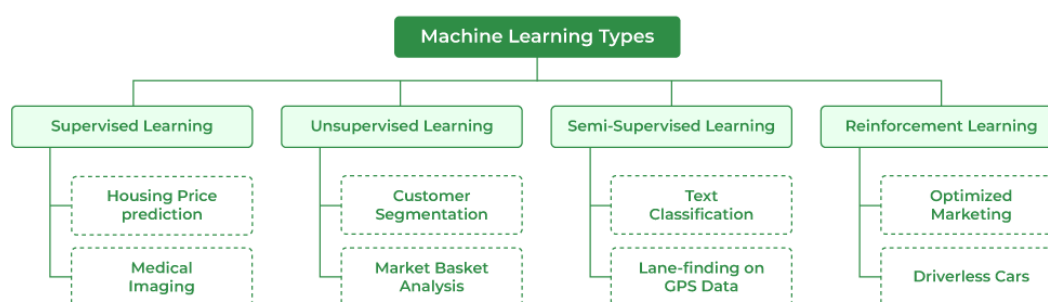 Machine Learning Types
Supervised Learning
Unsupervised Learning
Semi-Supervised Learning
Reinforcement Learning
Housing Price
prediction
Customer
Segmentation
Text
Classification
Optimized
Marketing
Medical
Imaging
Market Basket
Analysis
Lane-finding on
GPS Data
Driverless Cars